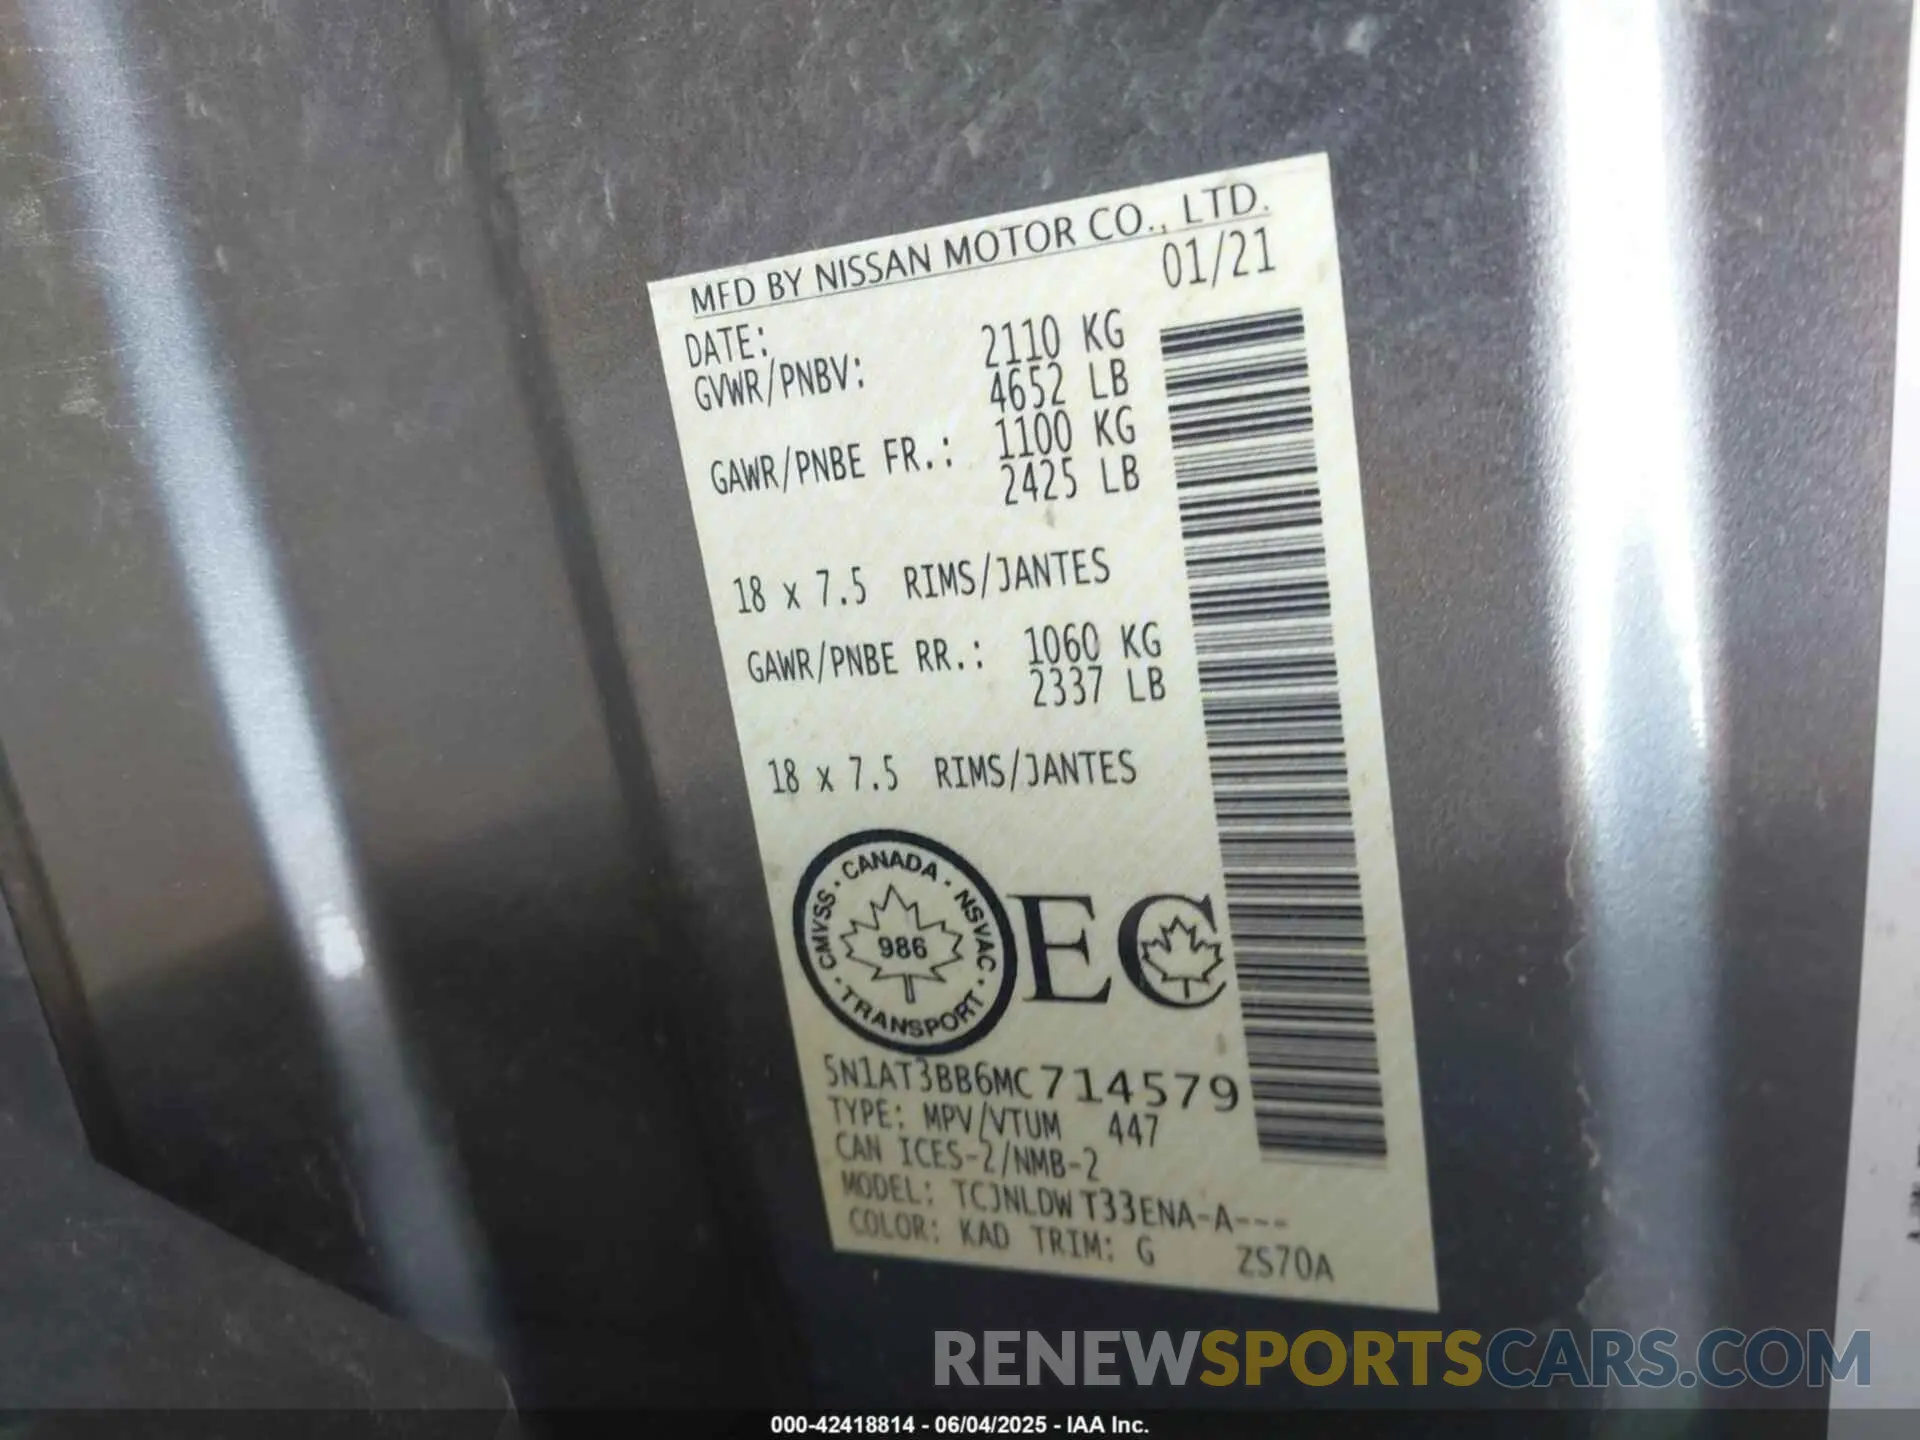 MFD BY NISSAN MOTOR CO., LTD.
DATE: 01/21
GVWR/PNBV: 2110 KG
4652 LB
GAWR/PNBE FR.: 1100 KG
2425 LB
18 x 7.5 RIMS/JANTES
GAWR/PNBE RR.: 1060 KG
2337 LB
18 x 7.5 RIMS/JANTES
CMVSS · CANADA · NSVAC · TRANSPORT
986
EC
5N1AT3BB6MC714579
TYPE: MPV/VTUM 447
CAN ICES-2/NMB-2
MODEL: TCJNLDW T33ENA-A---
COLOR: KAD TRIM: G ZS70A
RENEWSPORTSCARS.COM
000-42418814 - 06/04/2025 - IAA Inc.